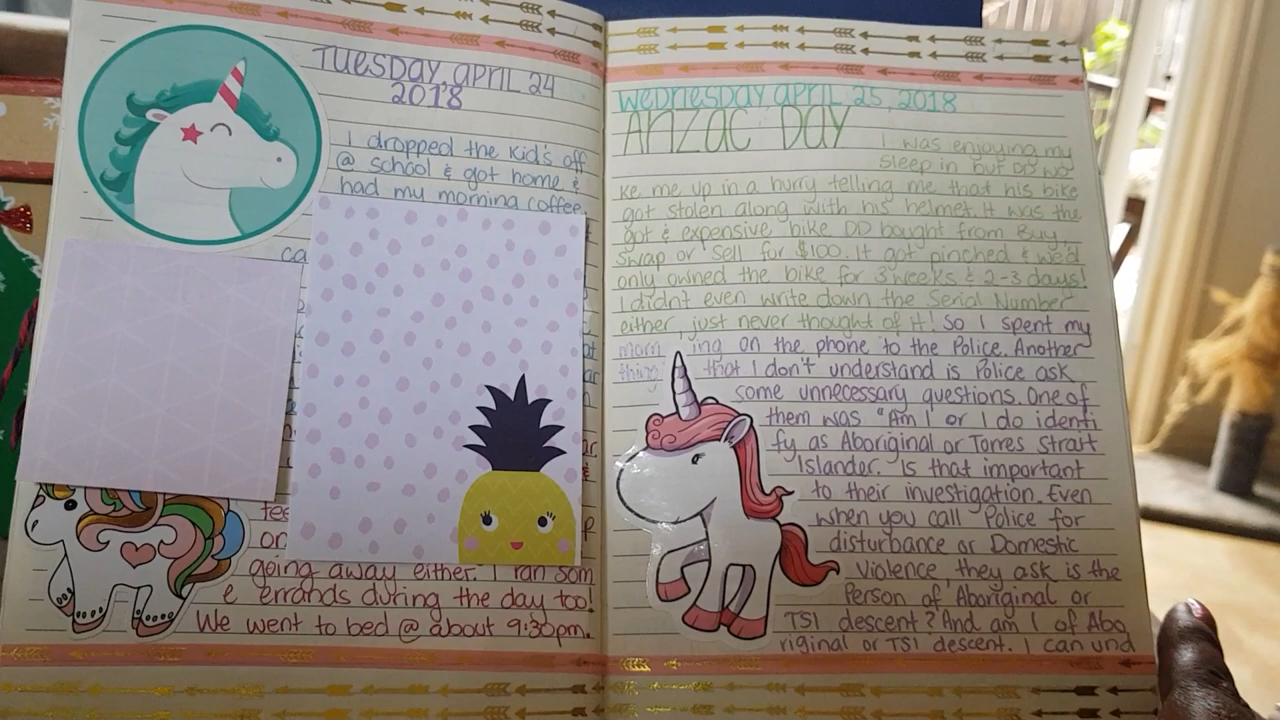 TUESDAY, APRIL 24
2018
I dropped the kid's off
@ school & got home &
had my morning coffee.
ca
tes
on
going away either. I ran som
e errands during the day too!
We went to bed @ about 9:30pm.
WEDNESDAY APRIL 25, 2018
ANZAC DAY
I was enjoying my
sleep in but DD wo
ke me up in a hurry telling me that his bike
got stolen along with his helmet. It was the
got & expensive bike DD bought from Buy,
Swap or Sell for $100. It got pinched & we'd
only owned the bike for 3 weeks & 2-3 days!
I didn't even write down the Serial Number
either, just never thought of it! So I spent my
morn ing on the phone to the Police. Another
thing that I don't understand is Police ask
some unnecessary questions. One of
them was "Am I or I do identi
fy as Aboriginal or Torres Strait
Islander. Is that important
to their investigation. Even
when you call Police for
disturbance or Domestic
Violence, they ask is the
Person of Aboriginal or
TSI descent? And am I of Abo
riginal or TSI descent. I can und